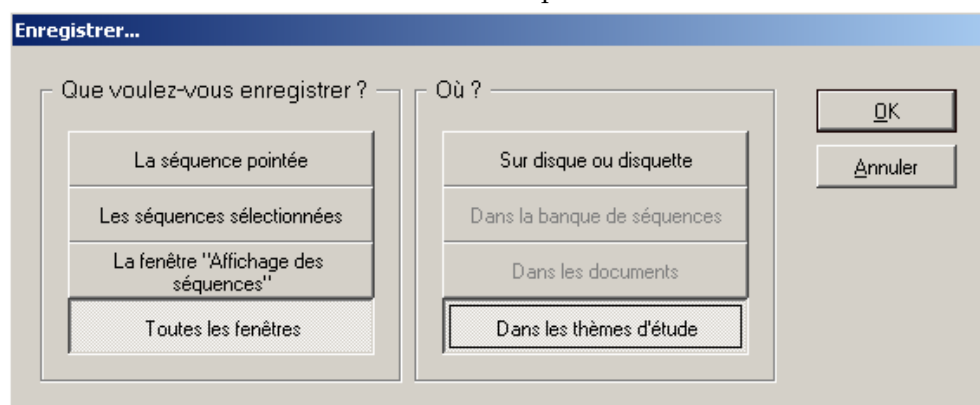 Enregistrer...
Que voulez-vous enregistrer ?
La séquence pointée
Les séquences sélectionnées
La fenêtre "Affichage des
séquences"
Toutes les fenêtres
Où ?
Sur disque ou disquette
Dans la banque de séquences
Dans les documents
Dans les thèmes d'étude
OK
Annuler